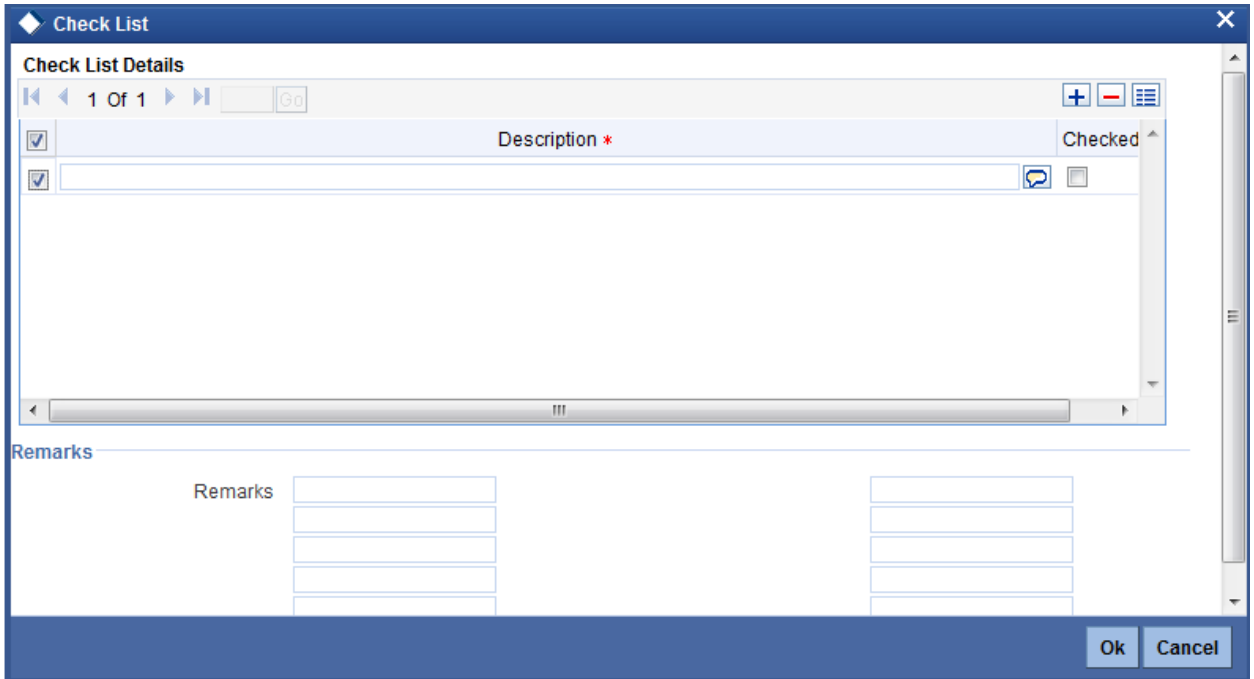 Check List
Check List Details
1 Of 1 Go
Description * Checked
Remarks
Remarks
Ok Cancel